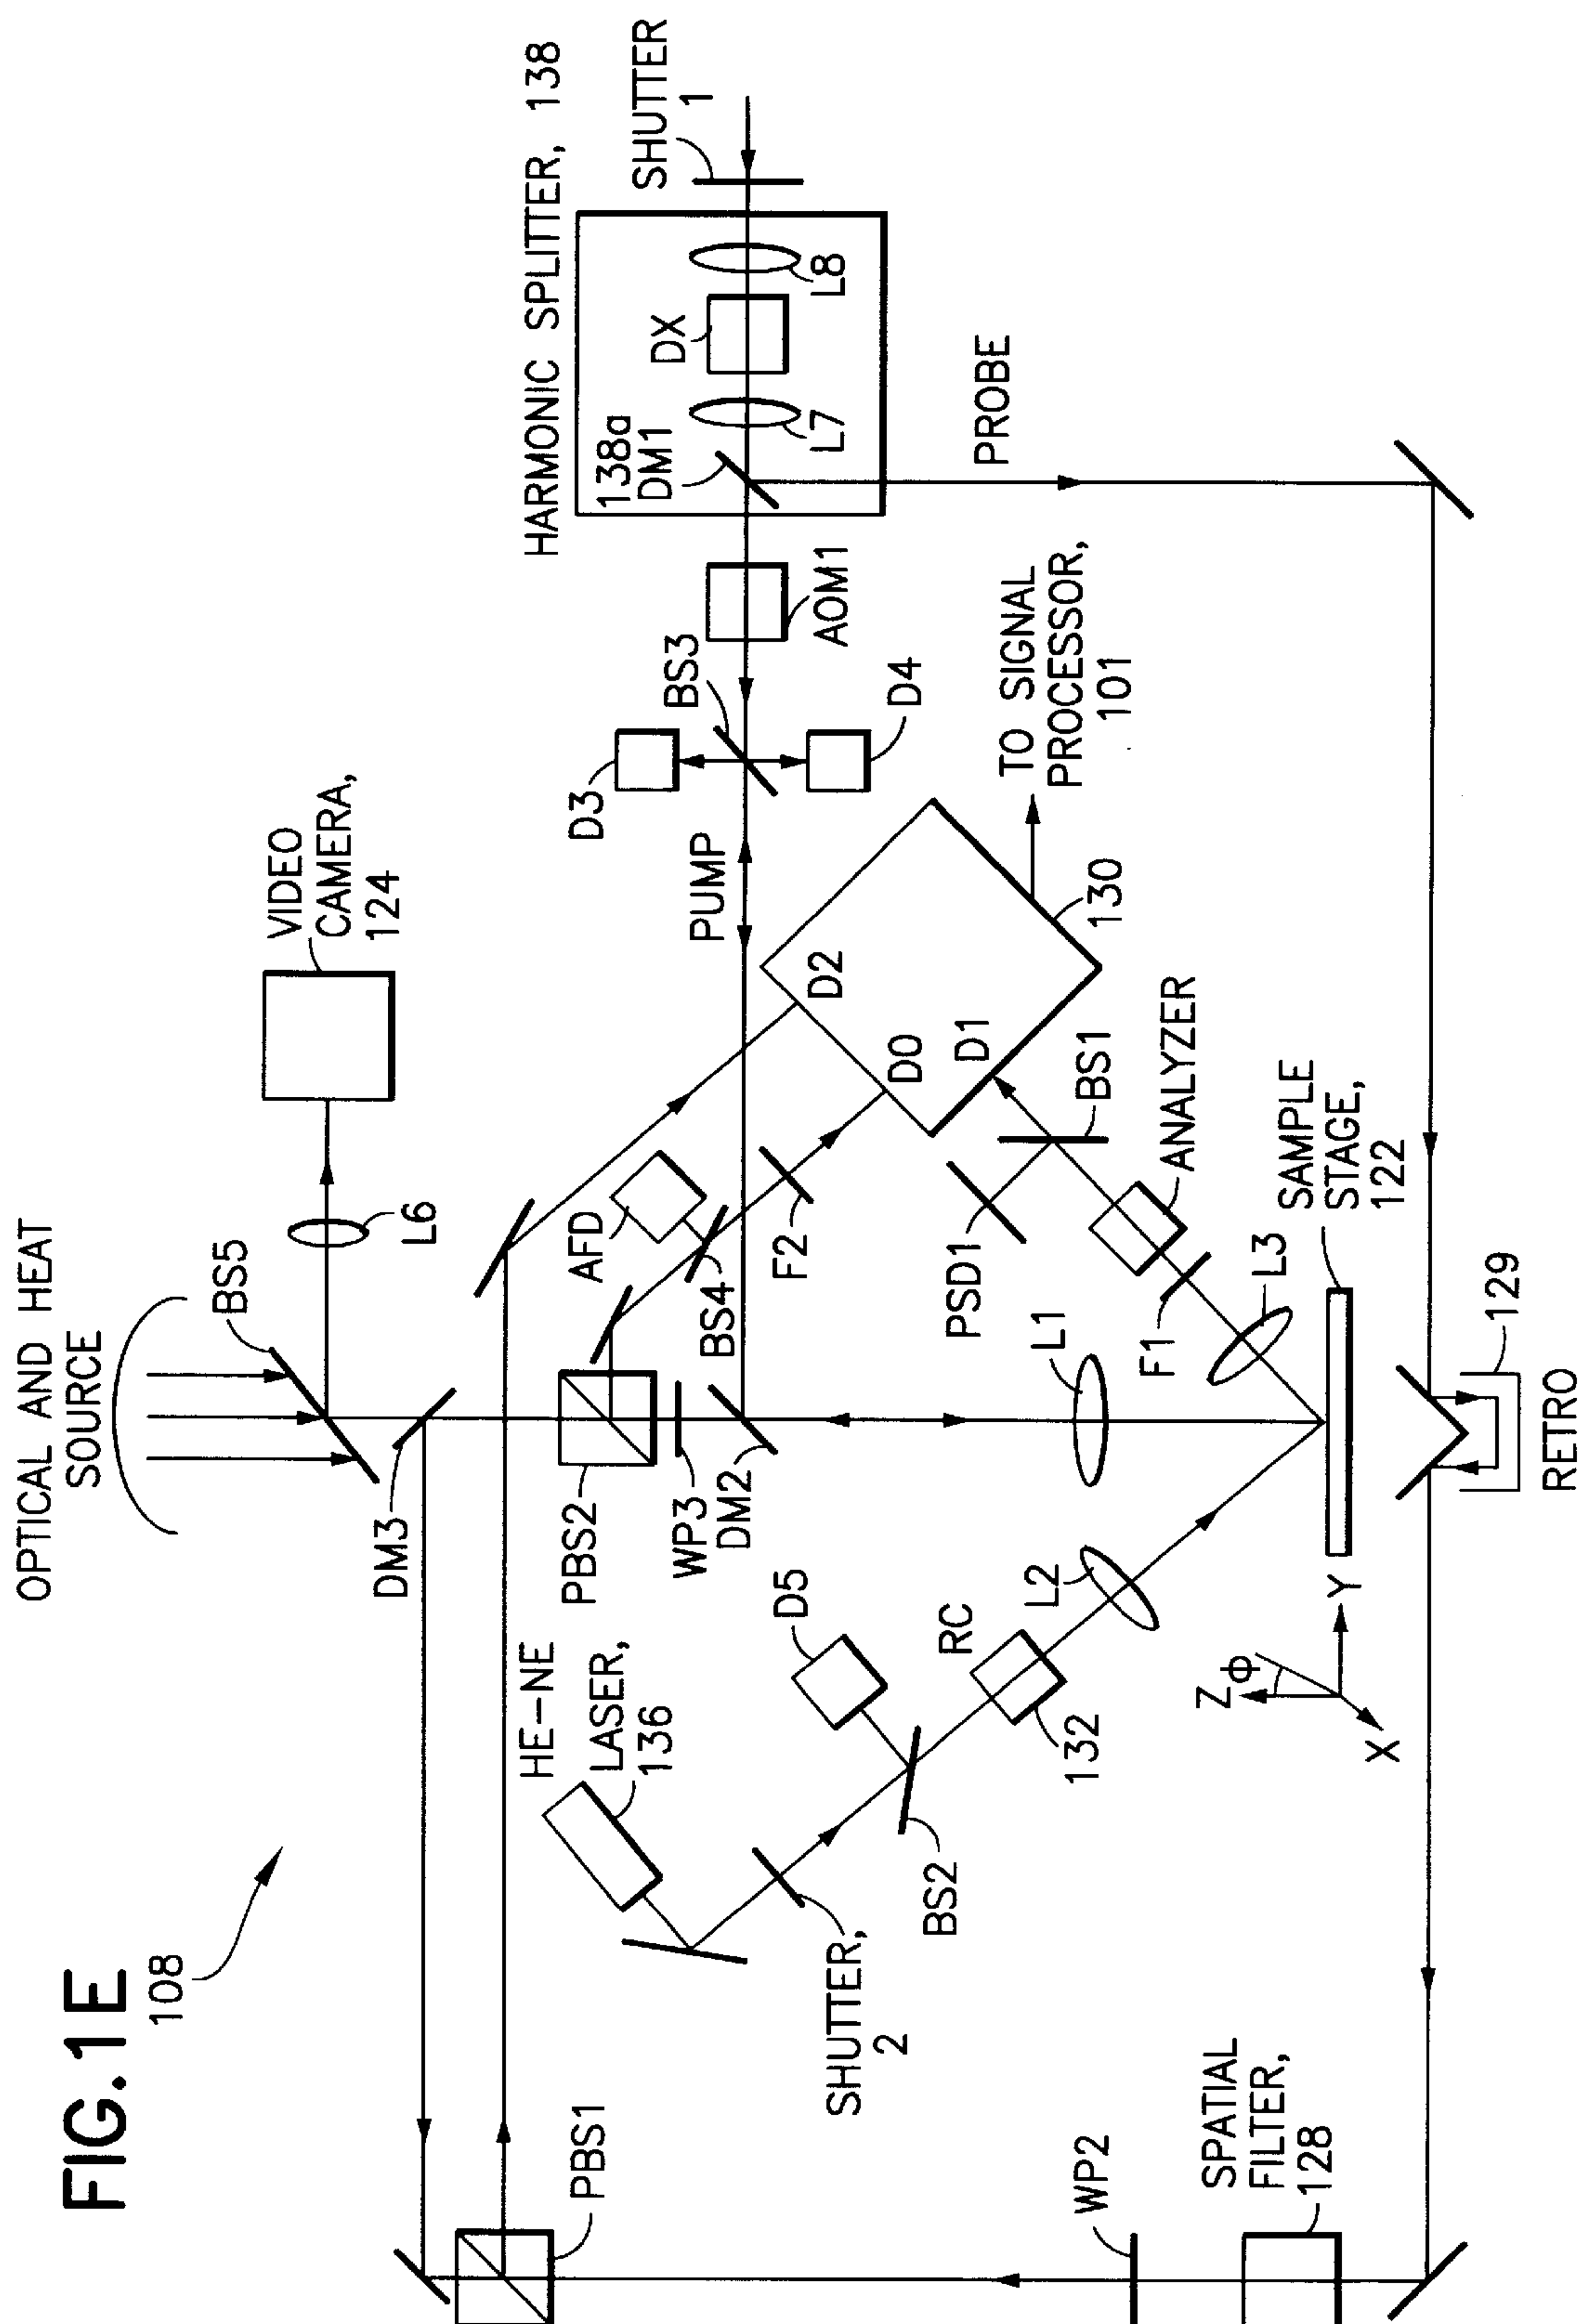 FIG.1E
108
OPTICAL AND HEAT
SOURCE
BS5
VIDEO
CAMERA,
124
L6
DM3
HARMONIC SPLITTER, 138
SHUTTER
1
138a
DM1
DX
L7
L8
AOM1
BS3
D3
D4
PUMP
PROBE
PBS2
WP3
DM2
AFD
BS4
F2
D2
D0
D1
130
TO SIGNAL
PROCESSOR,
101
HE-NE
LASER,
136
D5
SHUTTER,
2
BS2
RC
132
L2
L1
PSD1
BS1
F1
ANALYZER
L3
SAMPLE
STAGE,
122
Z
Φ
Y
X
PBS1
WP2
SPATIAL
FILTER,
128
129
RETRO